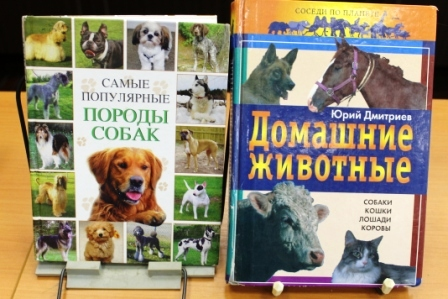 САМЫЕ
ПОПУЛЯРНЫЕ
ПОРОДЫ
СОБАК
СОСЕДИ ПО ПЛАНЕТЕ
Юрий Дмитриев
Домашние
животные
СОБАКИ
КОШКИ
ЛОШАДИ
КОРОВЫ